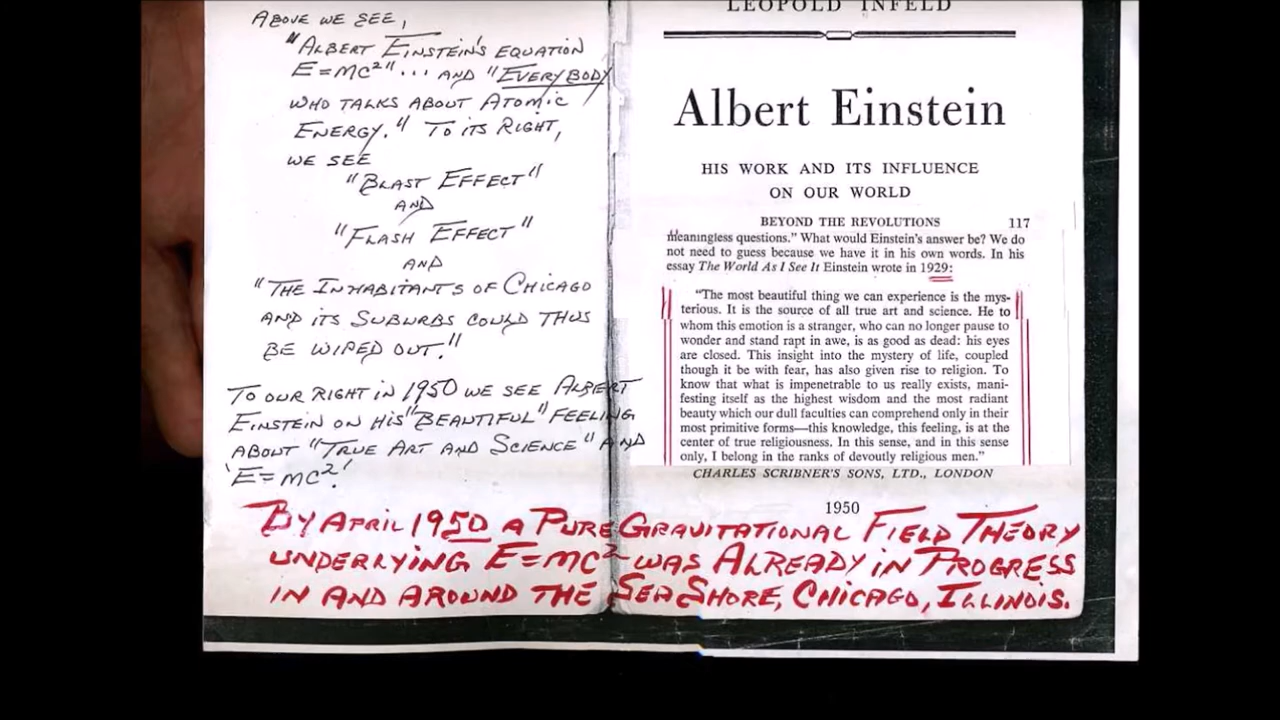 ABOVE WE SEE,
"ALBERT EINSTEIN'S EQUATION
E=MC²"... AND "EVERYBODY
WHO TALKS ABOUT ATOMIC
ENERGY." TO ITS RIGHT,
WE SEE
"BLAST EFFECT"
AND
"FLASH EFFECT"
AND
"THE INHABITANTS OF CHICAGO
AND ITS SUBURBS COULD THUS
BE WIPED OUT."
TO OUR RIGHT IN 1950 WE SEE ALBERT
EINSTEIN ON HIS "BEAUTIFUL" FEELING
ABOUT "TRUE ART AND SCIENCE" AND
'E=MC²'.
LEOPOLD INFELD
Albert Einstein
HIS WORK AND ITS INFLUENCE
ON OUR WORLD
BEYOND THE REVOLUTIONS 117
meaningless questions." What would Einstein's answer be? We do
not need to guess because we have it in his own words. In his
essay The World As I See It Einstein wrote in 1929:
"The most beautiful thing we can experience is the mys-
terious. It is the source of all true art and science. He to
whom this emotion is a stranger, who can no longer pause to
wonder and stand rapt in awe, is as good as dead: his eyes
are closed. This insight into the mystery of life, coupled
though it be with fear, has also given rise to religion. To
know that what is impenetrable to us really exists, mani-
festing itself as the highest wisdom and the most radiant
beauty which our dull faculties can comprehend only in their
most primitive forms—this knowledge, this feeling, is at the
center of true religiousness. In this sense, and in this sense
only, I belong in the ranks of devoutly religious men."
CHARLES SCRIBNER'S SONS, LTD., LONDON
1950
BY APRIL 1950 A PURE GRAVITATIONAL FIELD THEORY
UNDERLYING E=MC² WAS ALREADY IN PROGRESS
IN AND AROUND THE SEA SHORE, CHICAGO, ILLINOIS.